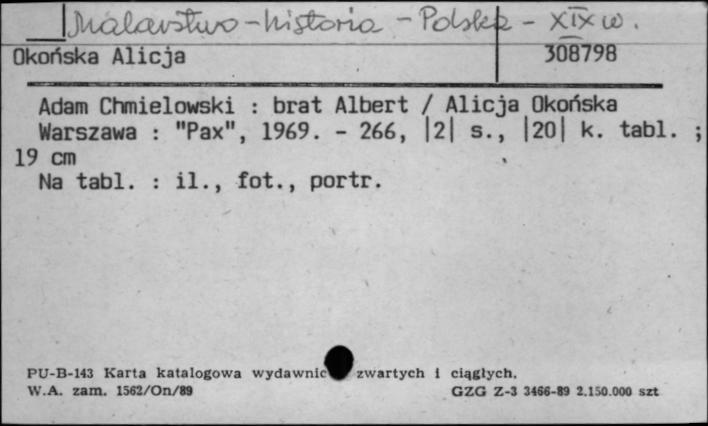 Malarstwo - historia - Polska - XIX w.
Okońska Alicja 308798
Adam Chmielowski : brat Albert / Alicja Okońska
Warszawa : "Pax", 1969. - 266, |2| s., |20| k. tabl. ;
19 cm
Na tabl. : il., fot., portr.
PU-B-143 Karta katalogowa wydawnic zwartych i ciągłych.
W.A. zam. 1562/On/89 GZG Z-3 3466-89 2.150.000 szt